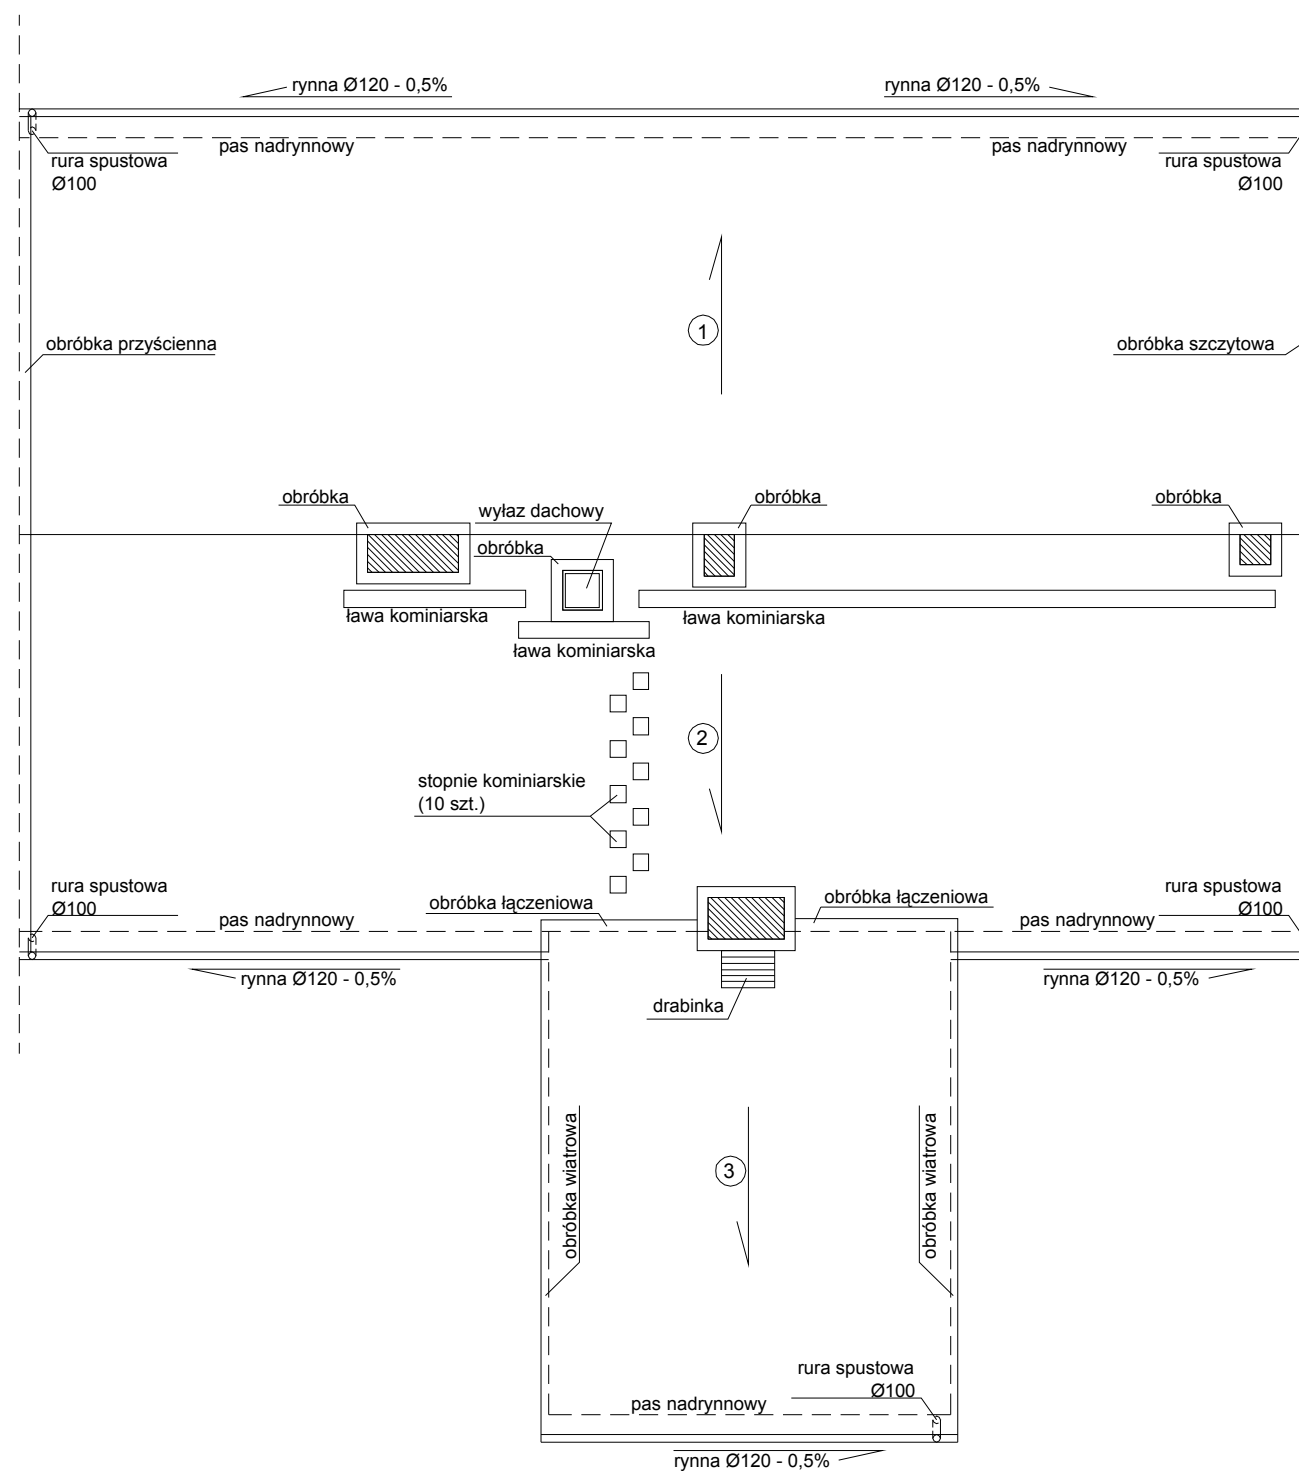 rynna Ø120 - 0,5%
rynna Ø120 - 0,5%
pas nadrynnowy
pas nadrynnowy
rura spustowa
Ø100
rura spustowa
Ø100
1
obróbka przyścienna
obróbka szczytowa
obróbka
wyłaz dachowy
obróbka
obróbka
obróbka
ława kominiarska
ława kominiarska
ława kominiarska
2
stopnie kominiarskie
(10 szt.)
rura spustowa
Ø100
pas nadrynnowy
obróbka łączeniowa
obróbka łączeniowa
pas nadrynnowy
rura spustowa
Ø100
rynna Ø120 - 0,5%
rynna Ø120 - 0,5%
drabinka
obróbka wiatrowa
3
obróbka wiatrowa
rura spustowa
Ø100
pas nadrynnowy
rynna Ø120 - 0,5%